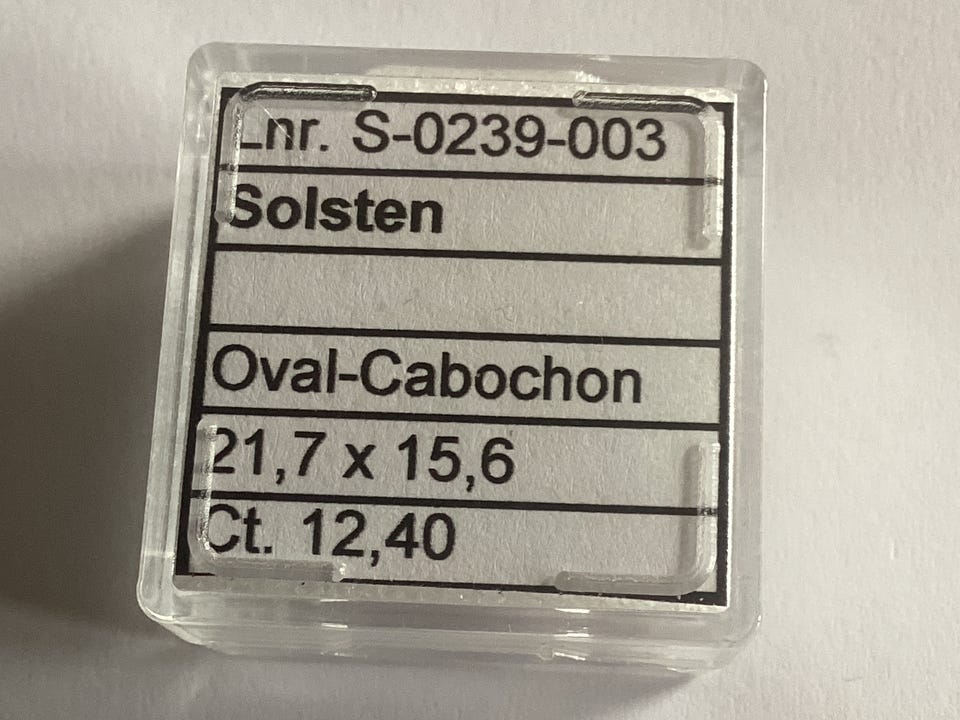 Lnr. S-0239-003
Solsten
Oval-Cabochon
21,7 x 15,6
Ct. 12,40